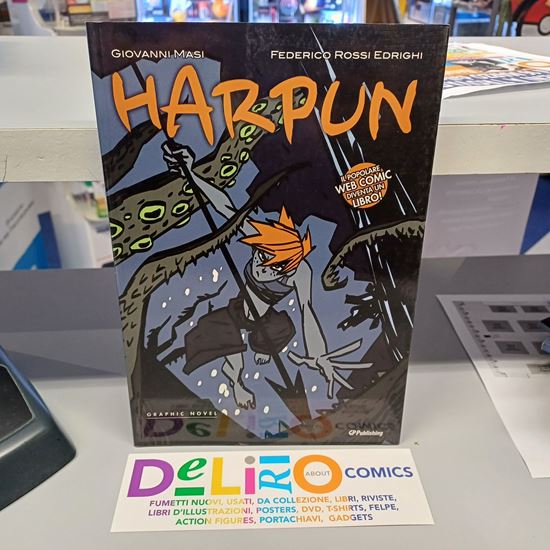 GIOVANNI MASI
FEDERICO ROSSI EDRIGHI
HARPUN
IL POPOLARE
WEB COMIC
DIVENTA UN
LIBRO!
GRAPHIC NOVEL
GP Publishing
DeLiRiO ABOUT COMICS
FUMETTI NUOVI, USATI, DA COLLEZIONE, LIBRI, RIVISTE,
LIBRI D'ILLUSTRAZIONI, POSTERS, DVD, T-SHIRTS, FELPE,
ACTION FIGURES, PORTACHIAVI, GADGETS